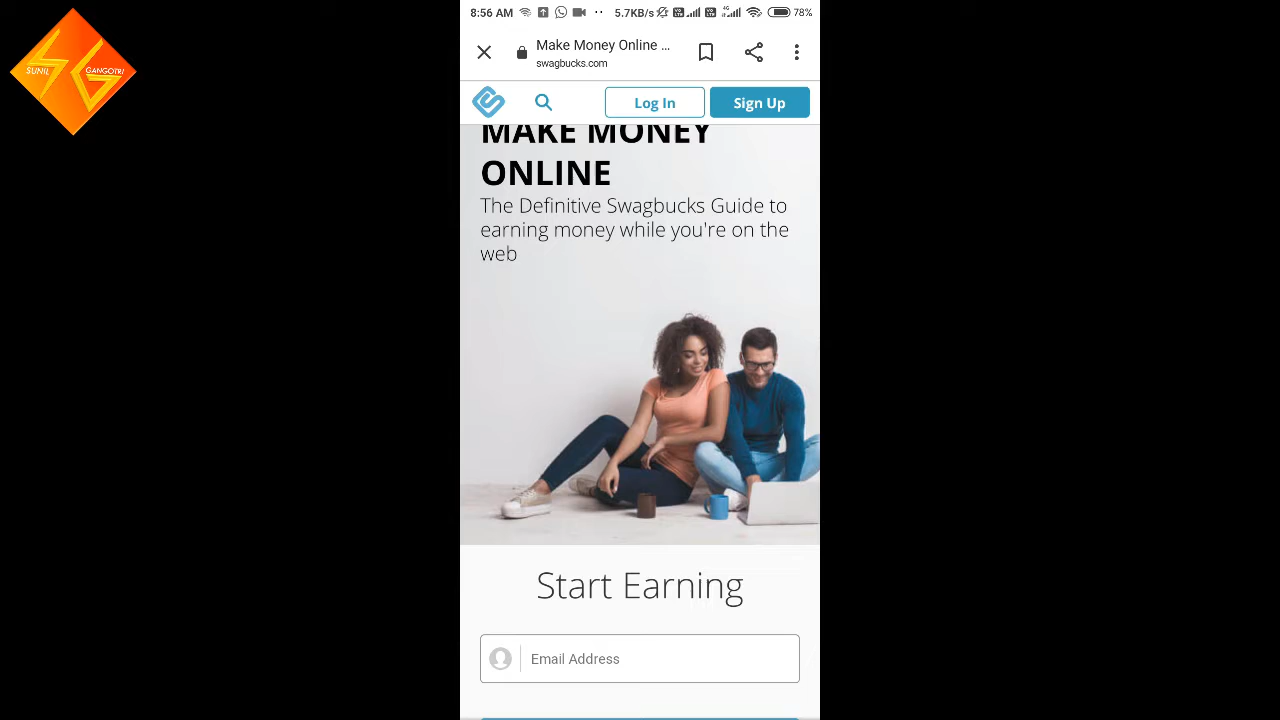 SUNIL
GANGOTRI
8:56 AM
5.7KB/s
78%
Make Money Online ...
swagbucks.com
Log In
Sign Up
MAKE MONEY
ONLINE
The Definitive Swagbucks Guide to
earning money while you're on the
web
Start Earning
Email Address